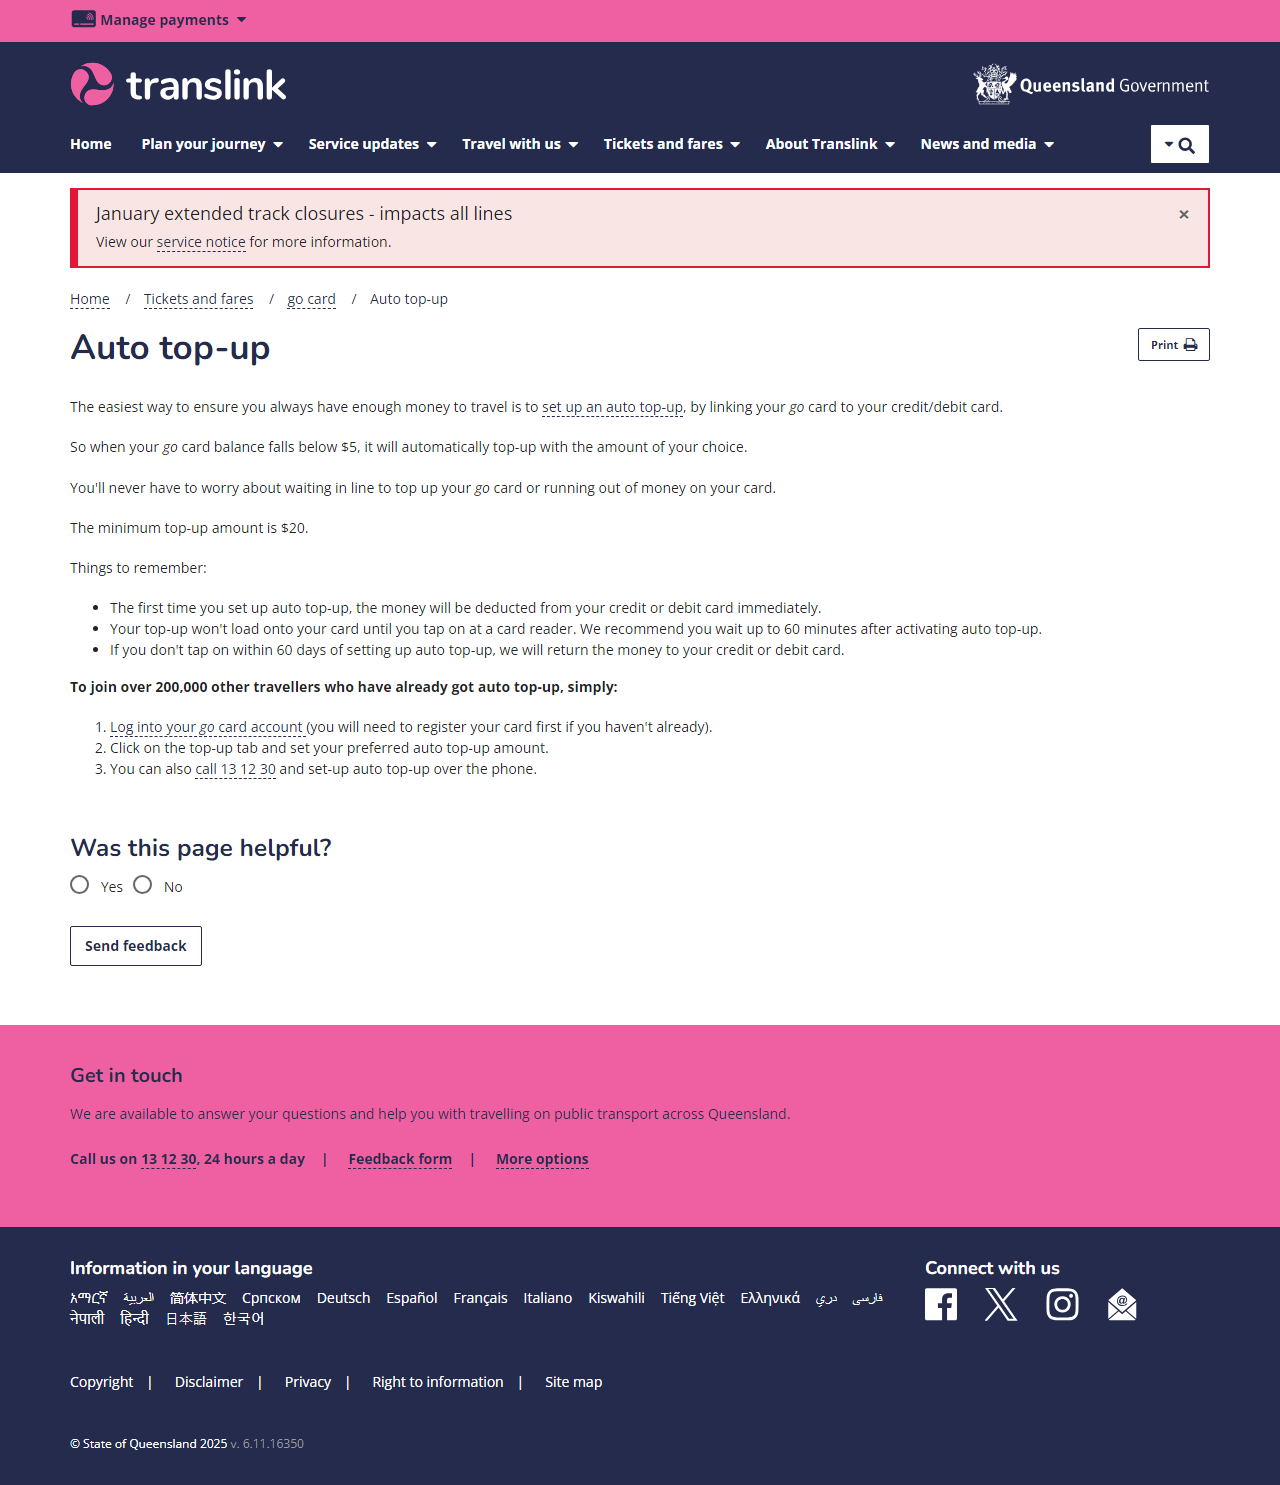 Manage payments
translink
Queensland Government
Home Plan your journey Service updates Travel with us Tickets and fares About Translink News and media
January extended track closures - impacts all lines ×
View our service notice for more information.
Home / Tickets and fares / go card / Auto top-up
Auto top-up
Print
The easiest way to ensure you always have enough money to travel is to set up an auto top-up, by linking your go card to your credit/debit card.
So when your go card balance falls below $5, it will automatically top-up with the amount of your choice.
You'll never have to worry about waiting in line to top up your go card or running out of money on your card.
The minimum top-up amount is $20.
Things to remember:
• The first time you set up auto top-up, the money will be deducted from your credit or debit card immediately.
• Your top-up won't load onto your card until you tap on at a card reader. We recommend you wait up to 60 minutes after activating auto top-up.
• If you don't tap on within 60 days of setting up auto top-up, we will return the money to your credit or debit card.
To join over 200,000 other travellers who have already got auto top-up, simply:
1. Log into your go card account (you will need to register your card first if you haven't already).
2. Click on the top-up tab and set your preferred auto top-up amount.
3. You can also call 13 12 30 and set-up auto top-up over the phone.
Was this page helpful?
Yes No
Send feedback
Get in touch
We are available to answer your questions and help you with travelling on public transport across Queensland.
Call us on 13 12 30, 24 hours a day | Feedback form | More options
Information in your language
አማርኛ العربية 简体中文 Српском Deutsch Español Français Italiano Kiswahili Tiếng Việt Ελληνικά دري فارسی
नेपाली हिन्दी 日本語 한국어
Connect with us
Copyright | Disclaimer | Privacy | Right to information | Site map
© State of Queensland 2025 v. 6.11.16350